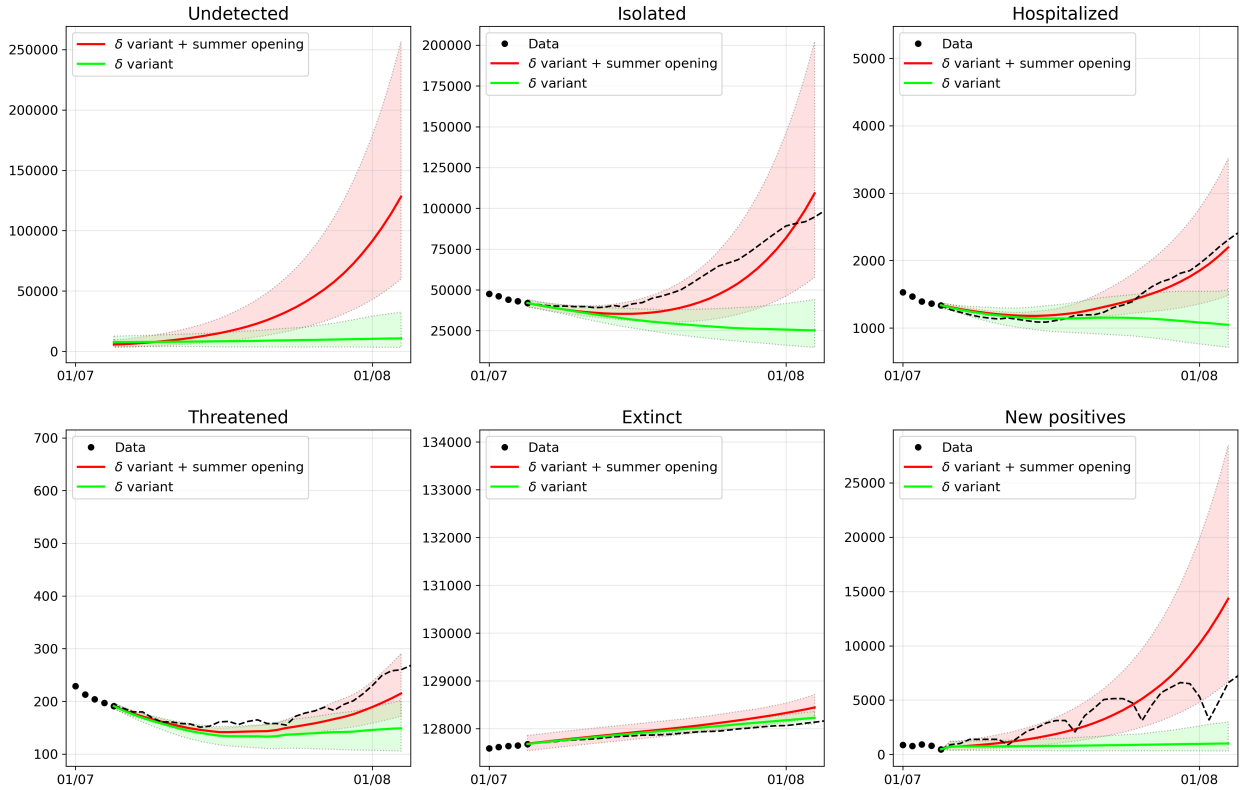 Undetected
δ variant + summer opening
δ variant
250000
200000
150000
100000
50000
0
01/07
01/08
Isolated
Data
δ variant + summer opening
δ variant
200000
175000
150000
125000
100000
75000
50000
25000
01/07
01/08
Hospitalized
Data
δ variant + summer opening
δ variant
5000
4000
3000
2000
1000
01/07
01/08
Threatened
Data
δ variant + summer opening
δ variant
700
600
500
400
300
200
100
01/07
01/08
Extinct
Data
δ variant + summer opening
δ variant
134000
133000
132000
131000
130000
129000
128000
01/07
01/08
New positives
Data
δ variant + summer opening
δ variant
25000
20000
15000
10000
5000
0
01/07
01/08